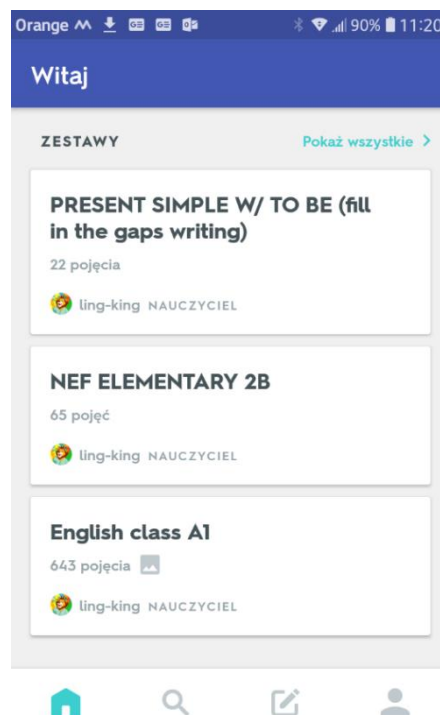 Orange 90% 11:20
Witaj
ZESTAWY Pokaż wszystkie >
PRESENT SIMPLE W/ TO BE (fill
in the gaps writing)
22 pojęcia
ling-king NAUCZYCIEL
NEF ELEMENTARY 2B
65 pojęć
ling-king NAUCZYCIEL
English class A1
643 pojęcia
ling-king NAUCZYCIEL